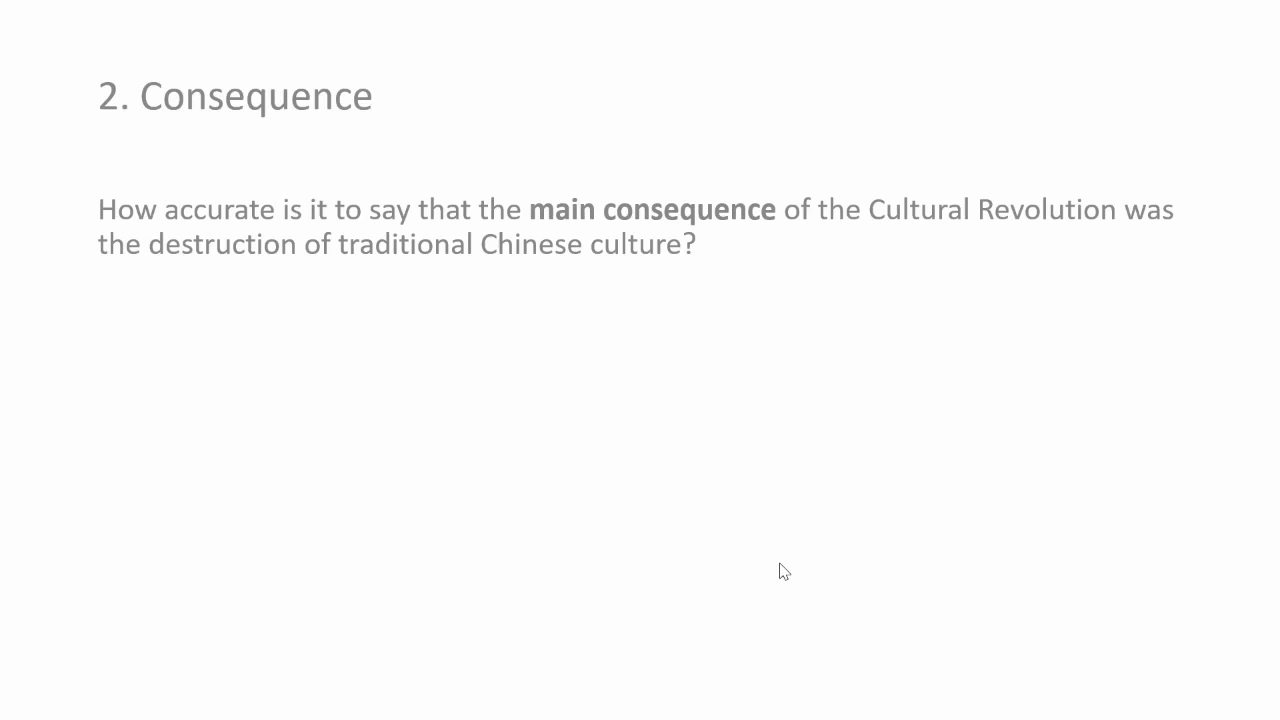 2. Consequence
How accurate is it to say that the main consequence of the Cultural Revolution was
the destruction of traditional Chinese culture?